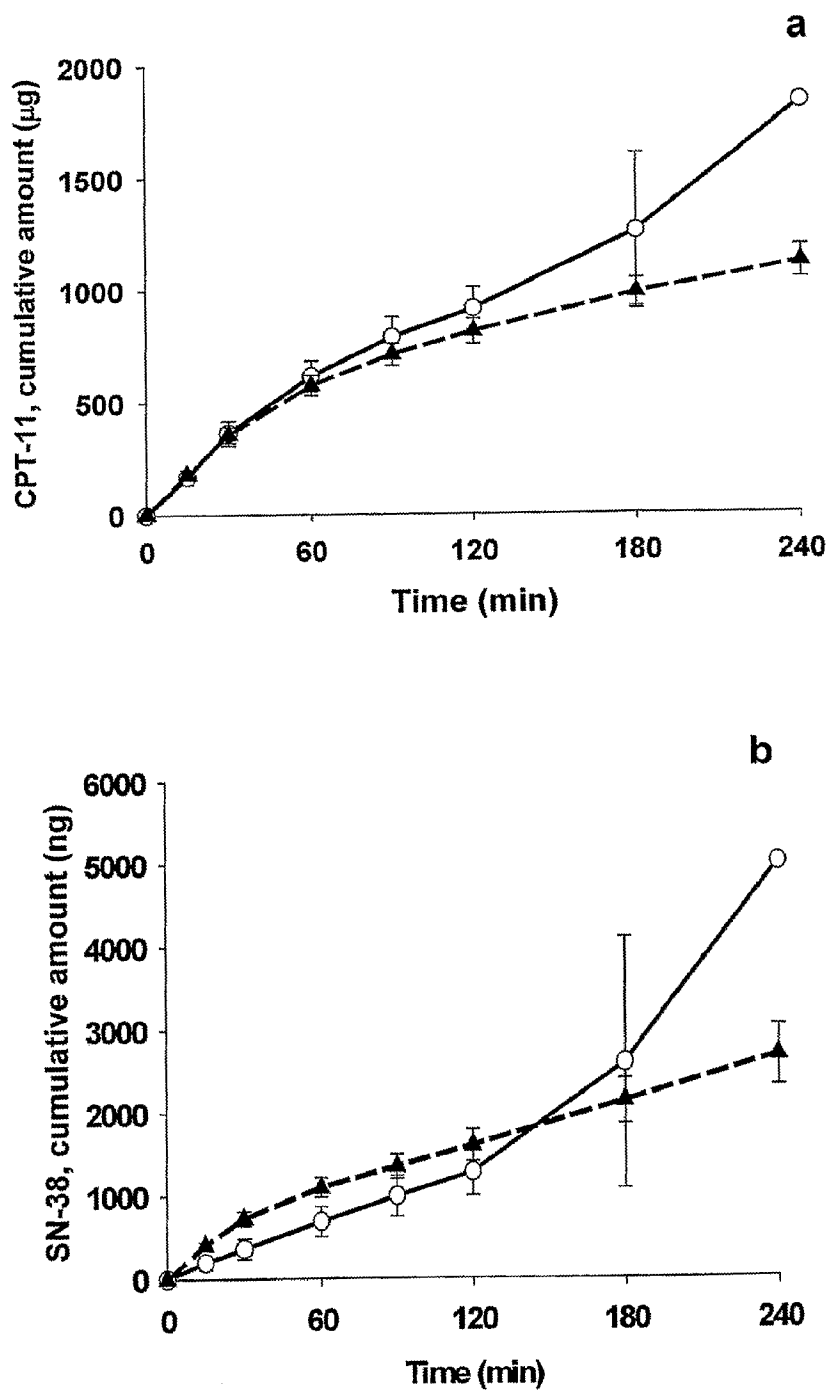 a
CPT-11, cumulative amount (µg)
2000
1500
1000
500
0
0 60 120 180 240
Time (min)
b
SN-38, cumulative amount (ng)
6000
5000
4000
3000
2000
1000
0
0 60 120 180 240
Time (min)